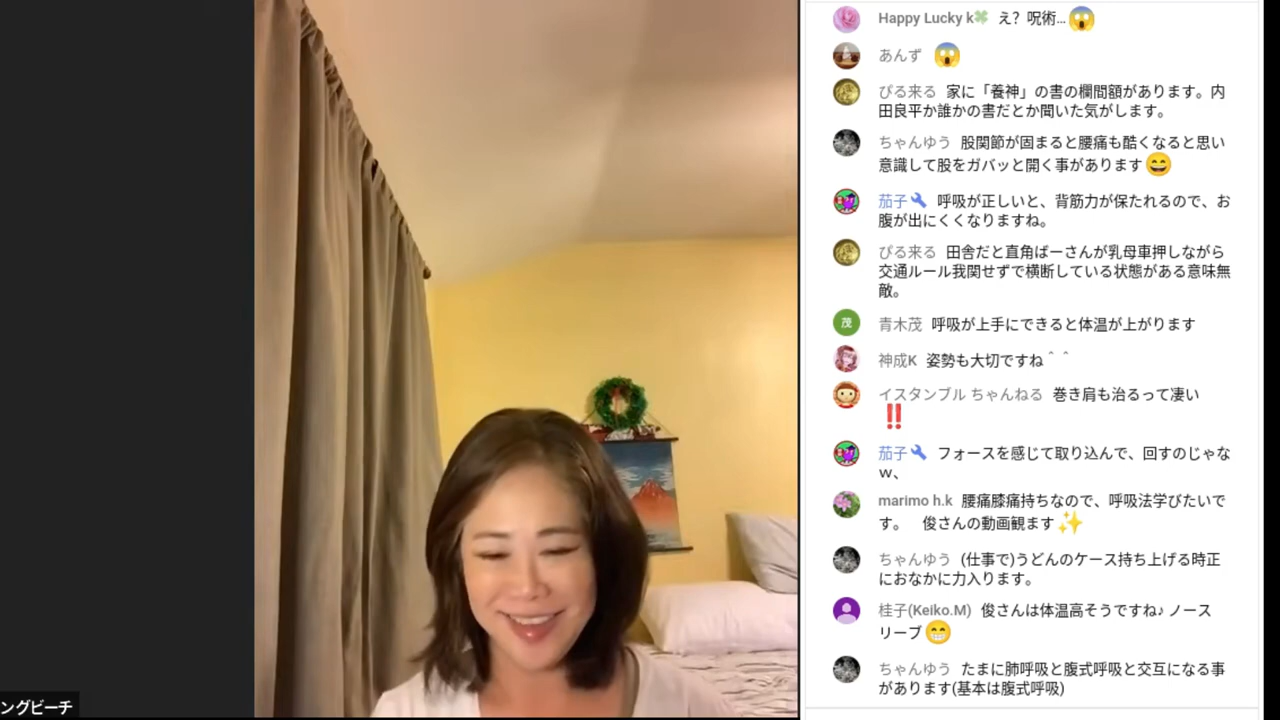 Happy Lucky k🍀 え？呪術...😱
あんず 😱
ぴる来る 家に「養神」の書の欄間額があります。内
田良平か誰かの書だとか聞いた気がします。
ちゃんゆう 股関節が固まると腰痛も酷くなると思い
意識して股をガバッと開く事があります😄
茄子🔧 呼吸が正しいと、背筋力が保たれるので、お
腹が出にくくなりますね。
ぴる来る 田舎だと直角ばーさんが乳母車押しながら
交通ルール我関せずで横断している状態がある意味無
敵。
茂 青木茂 呼吸が上手にできると体温が上がります
神成K 姿勢も大切ですね＾＾
イスタンブル ちゃんねる 巻き肩も治るって凄い
‼️
茄子🔧 フォースを感じて取り込んで、回すのじゃな
ｗ、
marimo h.k 腰痛膝痛持ちなので、呼吸法学びたいで
す。　俊さんの動画観ます✨
ちゃんゆう (仕事で)うどんのケース持ち上げる時正
におなかに力入ります。
桂子(Keiko.M) 俊さんは体温高そうですね♪ ノース
リーブ😁
ちゃんゆう たまに肺呼吸と腹式呼吸と交互になる事
があります(基本は腹式呼吸)
ングビーチ